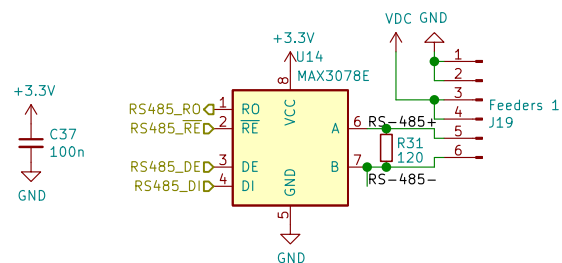 VDC GND
+3.3V
U14
MAX3078E
8
VCC
1
2
3
4
5
6
Feeders 1
J19
+3.3V
C37
100n
GND
RS485_RO 1 RO
RS485_RE 2 RE
RS485_DE 3 DE
RS485_DI 4 DI
A 6 RS-485+
B 7 RS-485-
R31
120
GND
5
GND